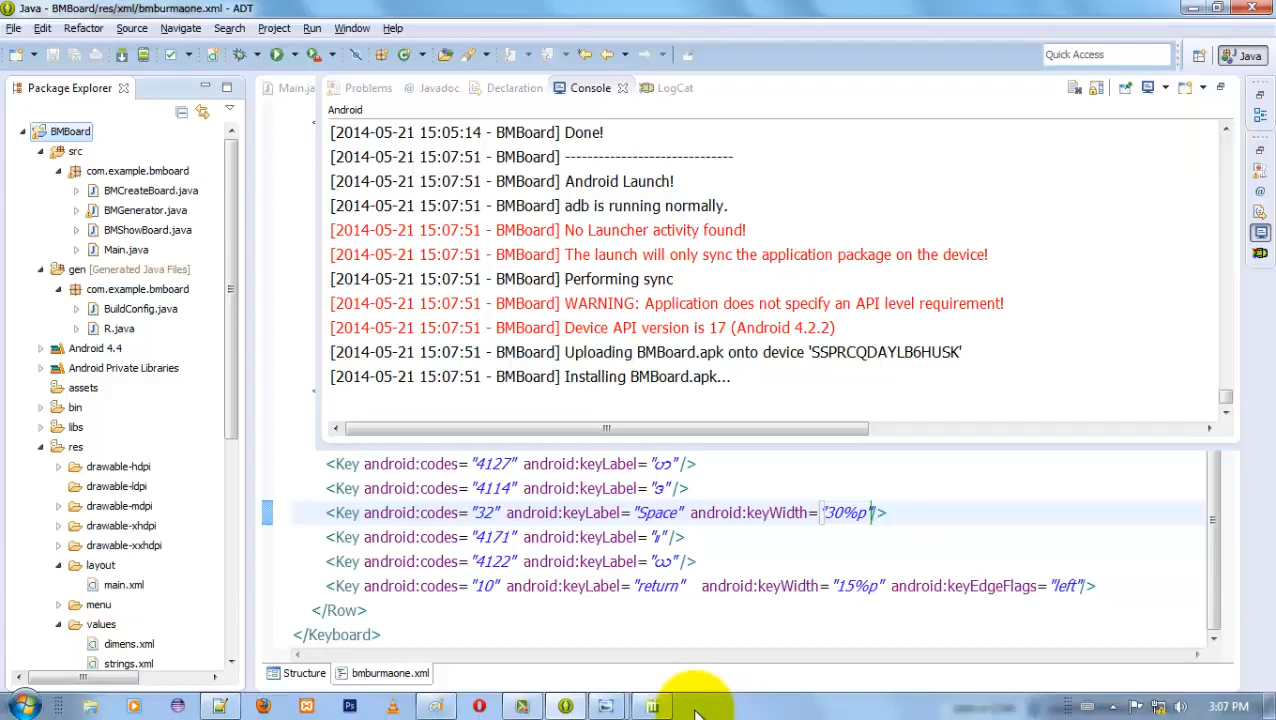 Java - BMBoard/res/xml/bmburmaone.xml - ADT
File Edit Refactor Source Navigate Search Project Run Window Help
Quick Access
Java
Package Explorer
Main.ja
Problems
Javadoc
Declaration
Console
LogCat
Android
[2014-05-21 15:05:14 - BMBoard] Done!
[2014-05-21 15:07:51 - BMBoard] ------------------------------
[2014-05-21 15:07:51 - BMBoard] Android Launch!
[2014-05-21 15:07:51 - BMBoard] adb is running normally.
[2014-05-21 15:07:51 - BMBoard] No Launcher activity found!
[2014-05-21 15:07:51 - BMBoard] The launch will only sync the application package on the device!
[2014-05-21 15:07:51 - BMBoard] Performing sync
[2014-05-21 15:07:51 - BMBoard] WARNING: Application does not specify an API level requirement!
[2014-05-21 15:07:51 - BMBoard] Device API version is 17 (Android 4.2.2)
[2014-05-21 15:07:51 - BMBoard] Uploading BMBoard.apk onto device 'SSPRCQDAYLB6HUSK'
[2014-05-21 15:07:51 - BMBoard] Installing BMBoard.apk...
BMBoard
src
com.example.bmboard
BMCreateBoard.java
BMGenerator.java
BMShowBoard.java
Main.java
gen [Generated Java Files]
com.example.bmboard
BuildConfig.java
R.java
Android 4.4
Android Private Libraries
assets
bin
libs
res
drawable-hdpi
drawable-ldpi
drawable-mdpi
drawable-xhdpi
drawable-xxhdpi
layout
main.xml
menu
values
dimens.xml
strings.xml
<Key android:codes="4127" android:keyLabel="ဟ"/>
<Key android:codes="4114" android:keyLabel="ဒ"/>
<Key android:codes="32" android:keyLabel="Space" android:keyWidth="30%p"/>
<Key android:codes="4171" android:keyLabel="။"/>
<Key android:codes="4122" android:keyLabel="ယ"/>
<Key android:codes="10" android:keyLabel="return" android:keyWidth="15%p" android:keyEdgeFlags="left"/>
</Row>
</Keyboard>
Structure
bmburmaone.xml
3:07 PM